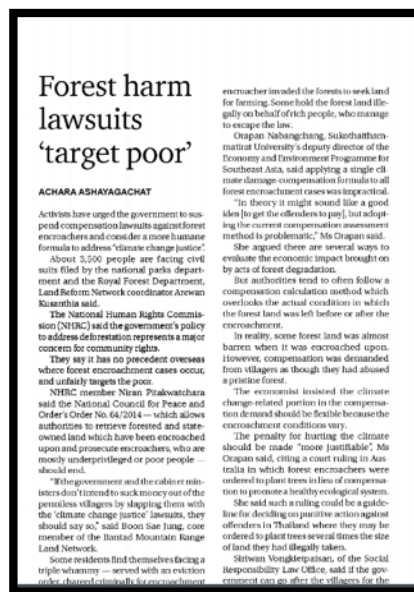 Forest harm
lawsuits
‘target poor’
ACHARA ASHAYAGACHAT
Activists have urged the government to sus-
pend compensation lawsuits against forest
encroachers and consider a more humane
formula to address “climate change justice”.
About 3,500 people are facing civil
suits filed by the national parks depart-
ment and the Royal Forest Department,
Land Reform Network coordinator Arewan
Kusanthia said.
The National Human Rights Commis-
sion (NHRC) said the government's policy
to address deforestation represents a major
concern for community rights.
They say it has no precedent overseas
where forest encroachment cases occur,
and unfairly targets the poor.
NHRC member Niran Pitakwatchara
said the National Council for Peace and
Order's Order No. 64/2014 — which allows
authorities to retrieve forested and state-
owned land which have been encroached
upon and prosecute encroachers, who are
mostly underprivileged or poor people —
should end.
“If the government and the cabinet min-
isters don't intend to suck money out of the
penniless villagers by slapping them with
the ‘climate change justice’ lawsuits, they
should say so,” said Boon Sae Jung, core
member of the Bantad Mountain Range
Land Network.
Some residents find themselves facing a
triple whammy — served with an eviction
order, charged criminally for encroachment
encroacher invaded the forests to seek land
for farming. Some hold the forest land ille-
gally on behalf of rich people, who manage
to escape the law.
Orapan Nabangchang, Sukothaitham-
matirat University's deputy director of the
Economy and Environment Programme for
Southeast Asia, said applying a single cli-
mate damage-compensation formula to all
forest encroachment cases was impractical.
“In theory it might sound like a good
idea [to get the offenders to pay], but adopt-
ing the current compensation assessment
method is problematic,” Ms Orapan said.
She argued there are several ways to
evaluate the economic impact brought on
by acts of forest degradation.
But authorities tend to often follow a
compensation calculation method which
overlooks the actual condition in which
the forest land was left before or after the
encroachment.
In reality, some forest land was almost
barren when it was encroached upon.
However, compensation was demanded
from villagers as though they had abused
a pristine forest.
The economist insisted the climate
change-related portion in the compensa-
tion demand should be flexible because the
encroachment conditions vary.
The penalty for hurting the climate
should be made “more justifiable”, Ms
Orapan said, citing a court ruling in Aus-
tralia in which forest encroachers were
ordered to plant trees in lieu of compensa-
tion to promote a healthy ecological system.
She said such a ruling could be a guide-
line for deciding on punitive action against
offenders in Thailand where they may be
ordered to plant trees several times the size
of land they had illegally taken.
Siriwan Vongkietpaisan, of the Social
Responsibility Law Office, said if the gov-
ernment can go after the villagers for the